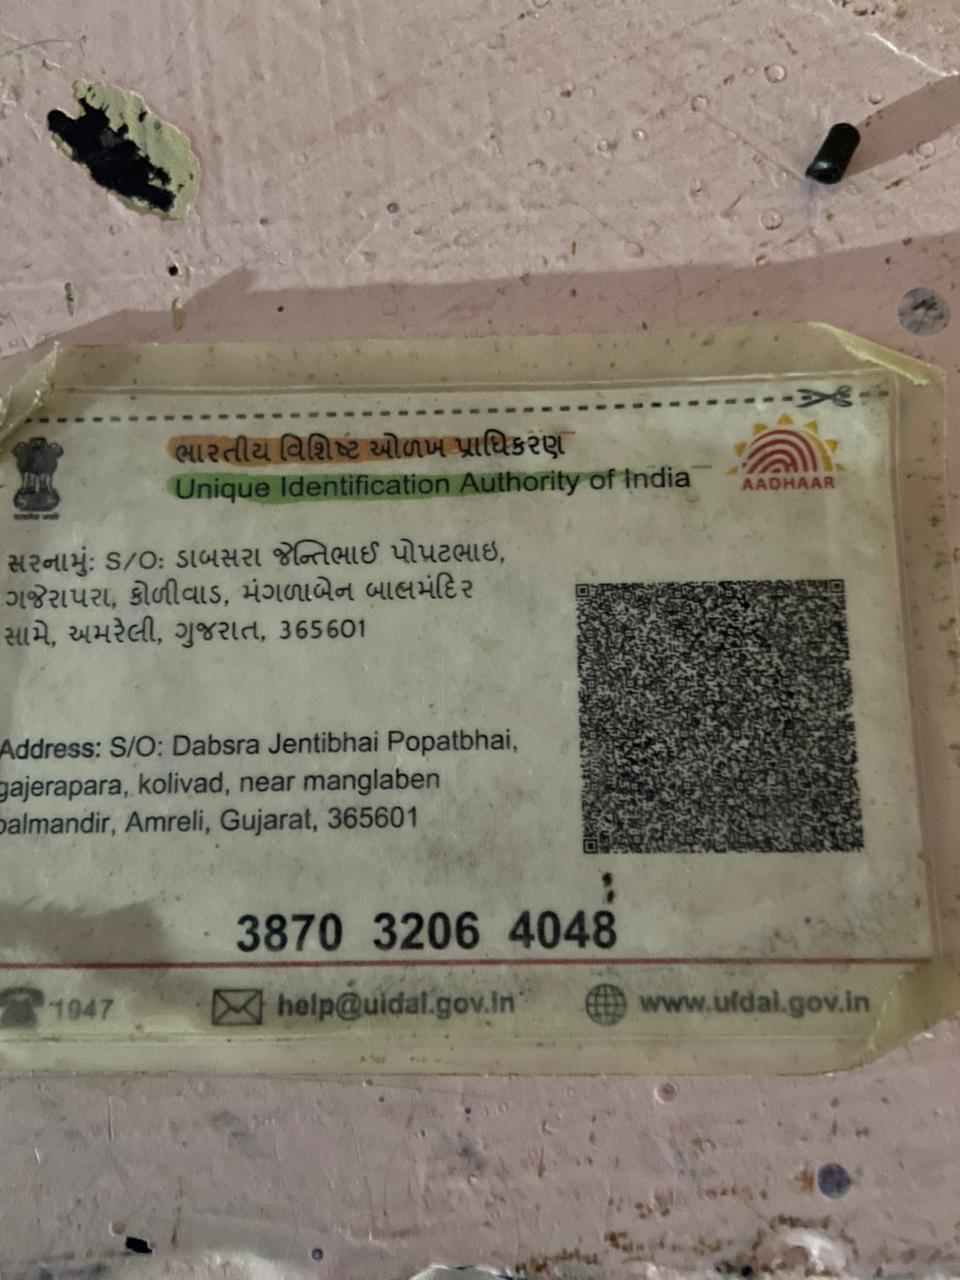 ભારતીય વિશિષ્ટ ઓળખ પ્રાધિકરણ
Unique Identification Authority of India
AADHAAR
સરનામું: S/O: ડાબસરા જેન્તિભાઈ પોપટભાઇ,
ગજેરાપરા, કોળીવાડ, મંગળાબેન બાલમંદિર
સામે, અમરેલી, ગુજરાત, 365601
Address: S/O: Dabsra Jentibhai Popatbhai,
gajerapara, kolivad, near manglaben
balmandir, Amreli, Gujarat, 365601
3870 3206 4048
1947 help@uidai.gov.in www.uidai.gov.in